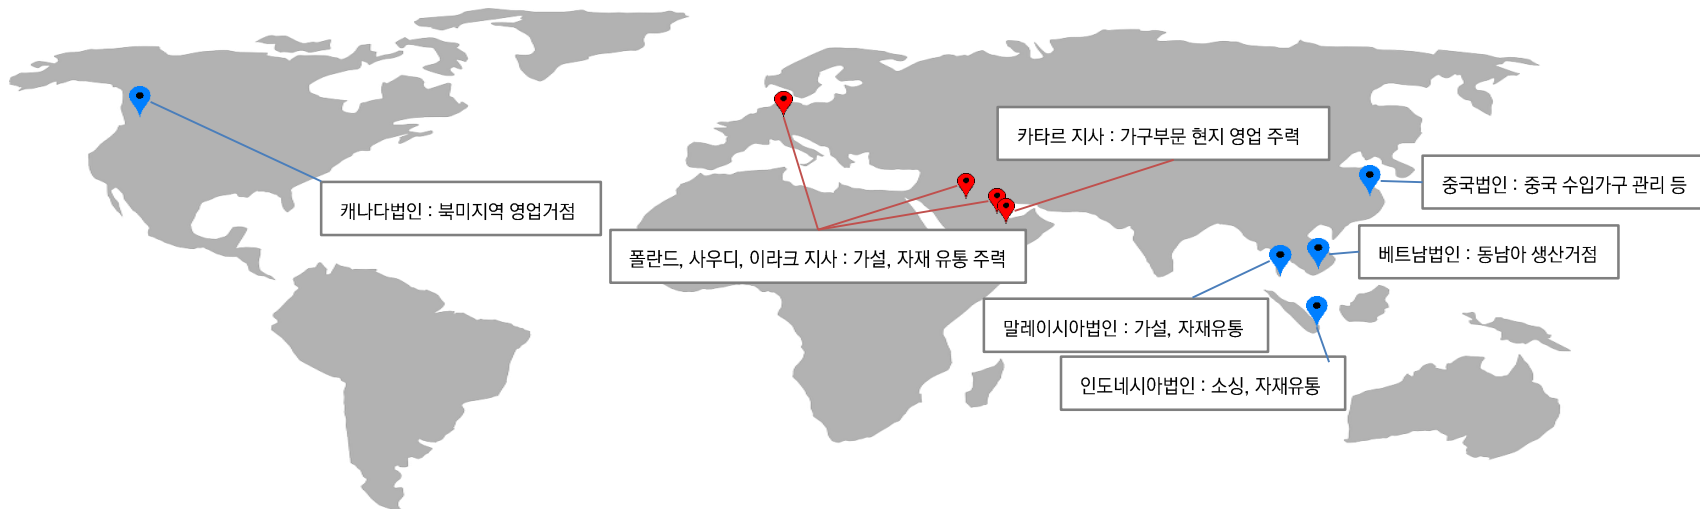 카타르 지사 : 가구부문 현지 영업 주력
중국법인 : 중국 수입가구 관리 등
캐나다법인 : 북미지역 영업거점
폴란드, 사우디, 이라크 지사 : 가설, 자재 유통 주력
베트남법인 : 동남아 생산거점
말레이시아법인 : 가설, 자재유통
인도네시아법인 : 소싱, 자재유통